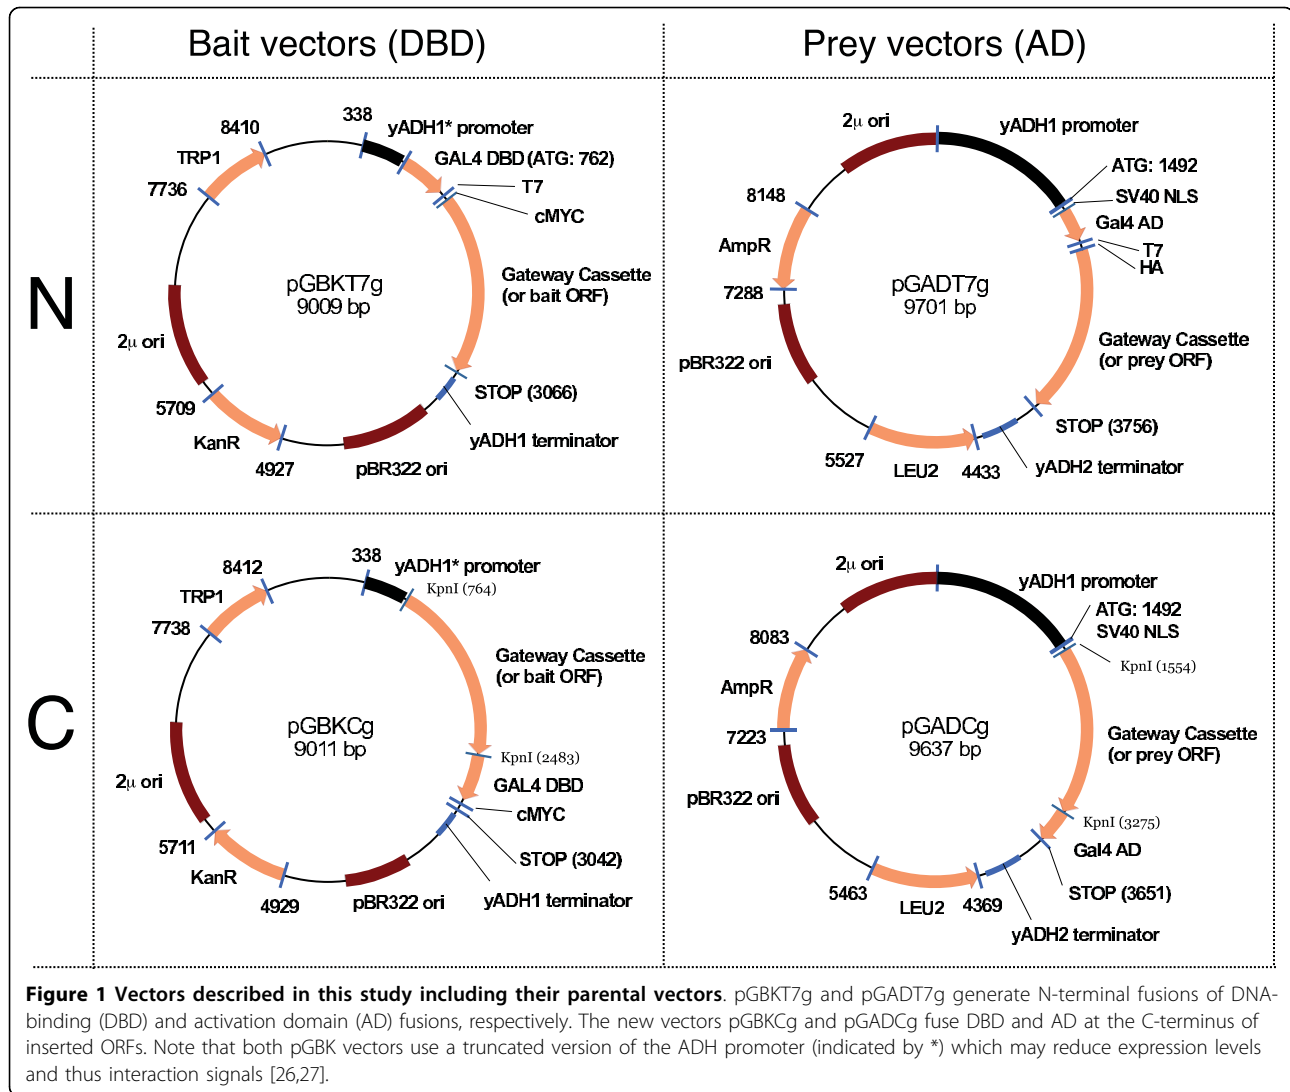 Bait vectors (DBD)
Prey vectors (AD)
N
338
yADH1* promoter
8410
TRP1
GAL4 DBD (ATG: 762)
T7
7736
cMYC
Gateway Cassette
(or bait ORF)
pGBKT7g
9009 bp
2µ ori
STOP (3066)
5709
KanR
yADH1 terminator
4927
pBR322 ori
2µ ori
yADH1 promoter
ATG: 1492
8148
SV40 NLS
Gal4 AD
AmpR
T7
HA
7288
pGADT7g
9701 bp
Gateway Cassette
(or prey ORF)
pBR322 ori
STOP (3756)
5527
LEU2
4433
yADH2 terminator
C
338
8412
yADH1* promoter
KpnI (764)
TRP1
7738
Gateway Cassette
(or bait ORF)
pGBKCg
9011 bp
KpnI (2483)
2µ ori
GAL4 DBD
cMYC
5711
STOP (3042)
KanR
yADH1 terminator
4929
pBR322 ori
2µ ori
yADH1 promoter
ATG: 1492
8083
SV40 NLS
KpnI (1554)
AmpR
7223
pGADCg
9637 bp
Gateway Cassette
(or prey ORF)
pBR322 ori
KpnI (3275)
Gal4 AD
5463
LEU2
4369
STOP (3651)
yADH2 terminator
Figure 1 Vectors described in this study including their parental vectors. pGBKT7g and pGADT7g generate N-terminal fusions of DNA-
binding (DBD) and activation domain (AD) fusions, respectively. The new vectors pGBKCg and pGADCg fuse DBD and AD at the C-terminus of
inserted ORFs. Note that both pGBK vectors use a truncated version of the ADH promoter (indicated by *) which may reduce expression levels
and thus interaction signals [26,27].